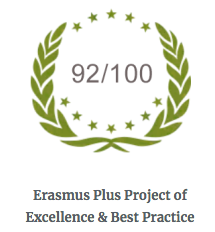 92/100
Erasmus Plus Project of
Excellence & Best Practice